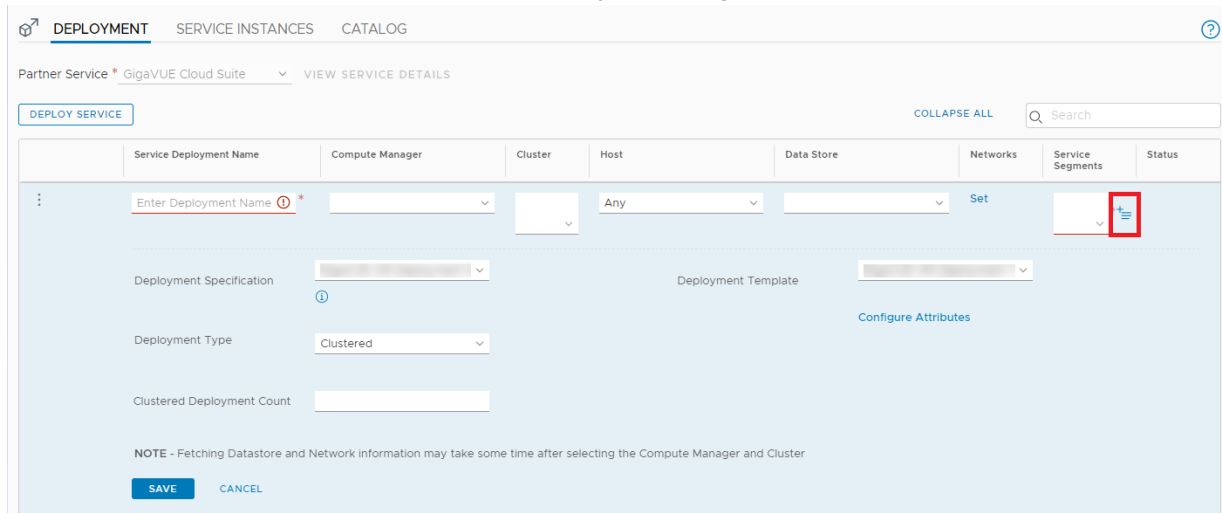 DEPLOYMENT SERVICE INSTANCES CATALOG
Partner Service * GigaVUE Cloud Suite VIEW SERVICE DETAILS
DEPLOY SERVICE COLLAPSE ALL Search
Service Deployment Name Compute Manager Cluster Host Data Store Networks Service Segments Status
Enter Deployment Name * Any Set
Deployment Specification Deployment Template
Configure Attributes
Deployment Type Clustered
Clustered Deployment Count
NOTE - Fetching Datastore and Network information may take some time after selecting the Compute Manager and Cluster
SAVE CANCEL